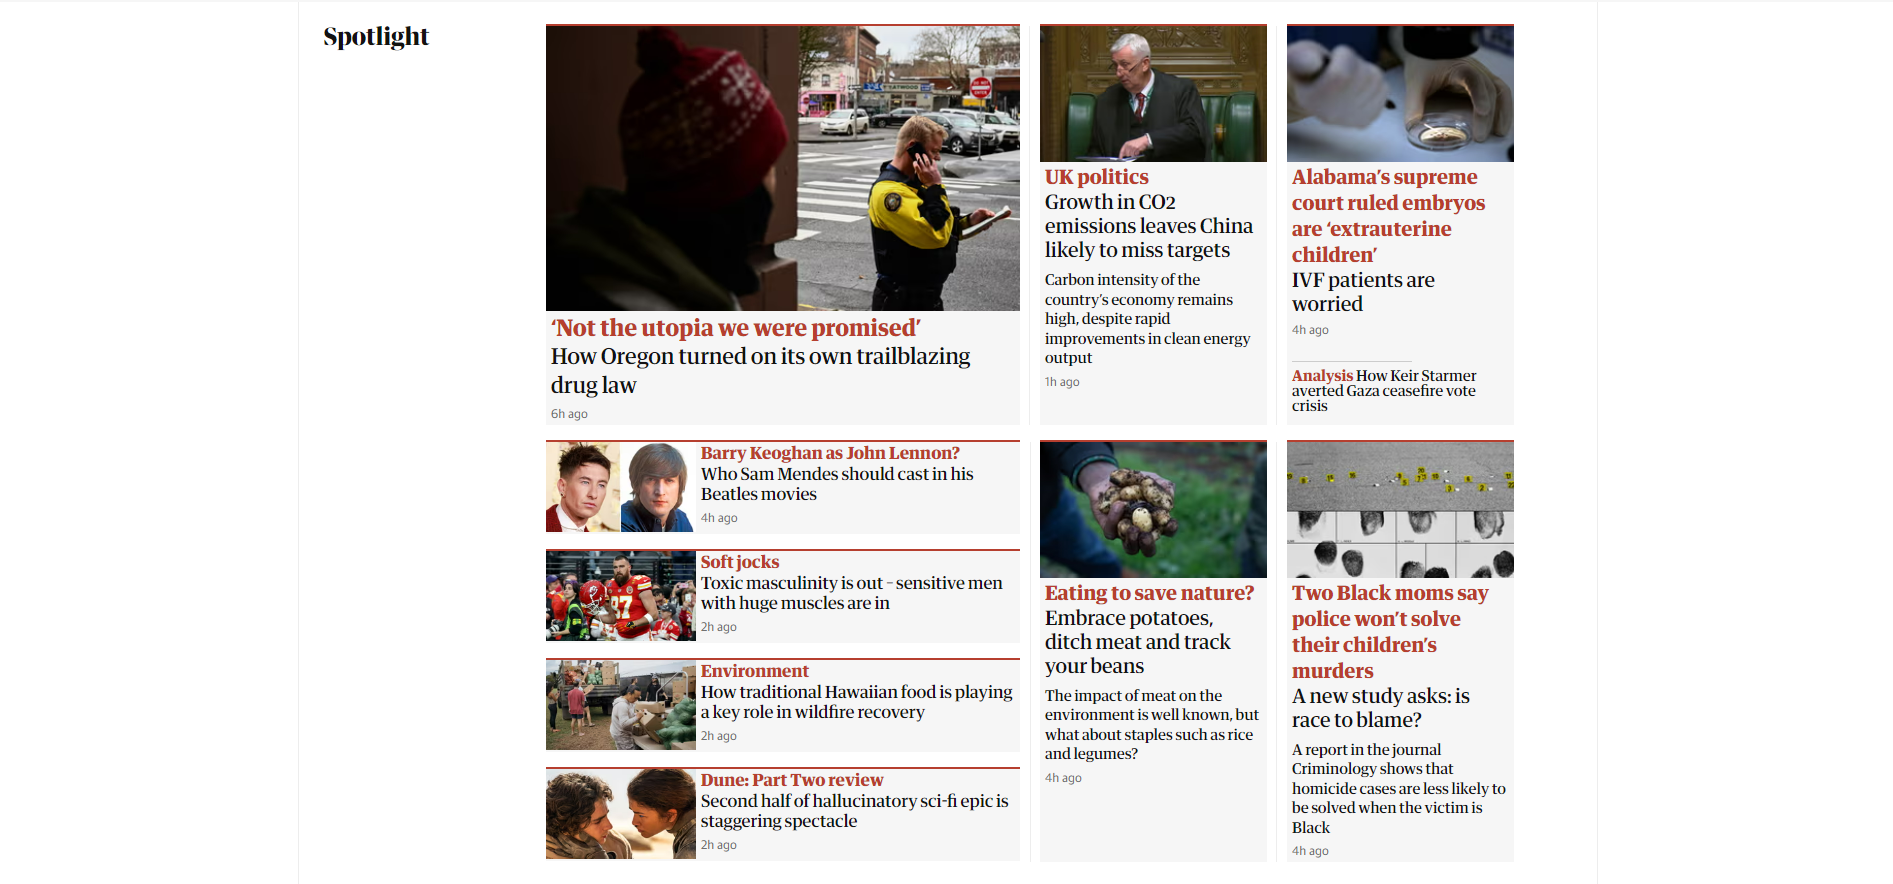 Spotlight
'Not the utopia we were promised'
How Oregon turned on its own trailblazing
drug law
6h ago
UK politics
Growth in CO2
emissions leaves China
likely to miss targets
Carbon intensity of the
country's economy remains
high, despite rapid
improvements in clean energy
output
1h ago
Alabama's supreme
court ruled embryos
are 'extrauterine
children'
IVF patients are
worried
4h ago
Analysis How Keir Starmer
averted Gaza ceasefire vote
crisis
Barry Keoghan as John Lennon?
Who Sam Mendes should cast in his
Beatles movies
4h ago
Soft jocks
Toxic masculinity is out – sensitive men
with huge muscles are in
2h ago
87
Environment
How traditional Hawaiian food is playing
a key role in wildfire recovery
2h ago
Dune: Part Two review
Second half of hallucinatory sci-fi epic is
staggering spectacle
2h ago
Eating to save nature?
Embrace potatoes,
ditch meat and track
your beans
The impact of meat on the
environment is well known, but
what about staples such as rice
and legumes?
4h ago
Two Black moms say
police won't solve
their children's
murders
A new study asks: is
race to blame?
A report in the journal
Criminology shows that
homicide cases are less likely to
be solved when the victim is
Black
4h ago